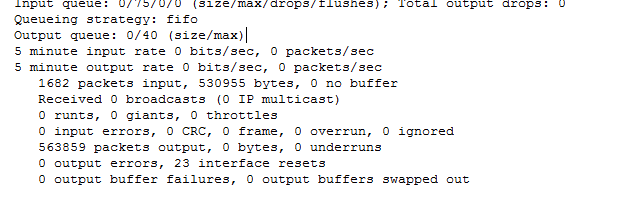 Input queue: 0/75/0/0 (size/max/drops/flushes); Total output drops: 0
Queueing strategy: fifo
Output queue: 0/40 (size/max)
5 minute input rate 0 bits/sec, 0 packets/sec
5 minute output rate 0 bits/sec, 0 packets/sec
1682 packets input, 530955 bytes, 0 no buffer
Received 0 broadcasts (0 IP multicast)
0 runts, 0 giants, 0 throttles
0 input errors, 0 CRC, 0 frame, 0 overrun, 0 ignored
563859 packets output, 0 bytes, 0 underruns
0 output errors, 23 interface resets
0 output buffer failures, 0 output buffers swapped out